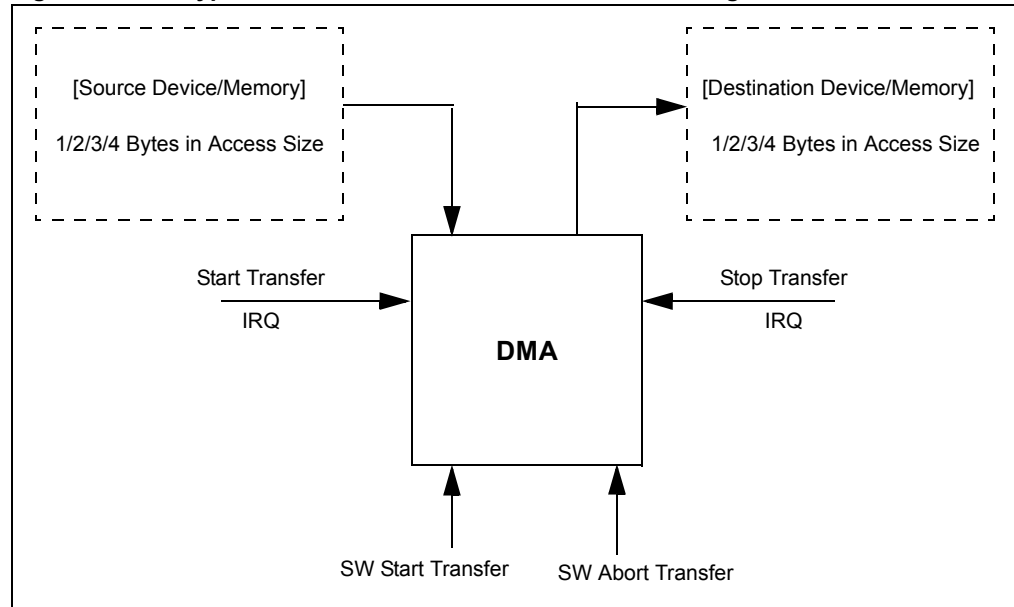 [Source Device/Memory]
1/2/3/4 Bytes in Access Size
[Destination Device/Memory]
1/2/3/4 Bytes in Access Size
Start Transfer
IRQ
Stop Transfer
IRQ
DMA
SW Start Transfer
SW Abort Transfer